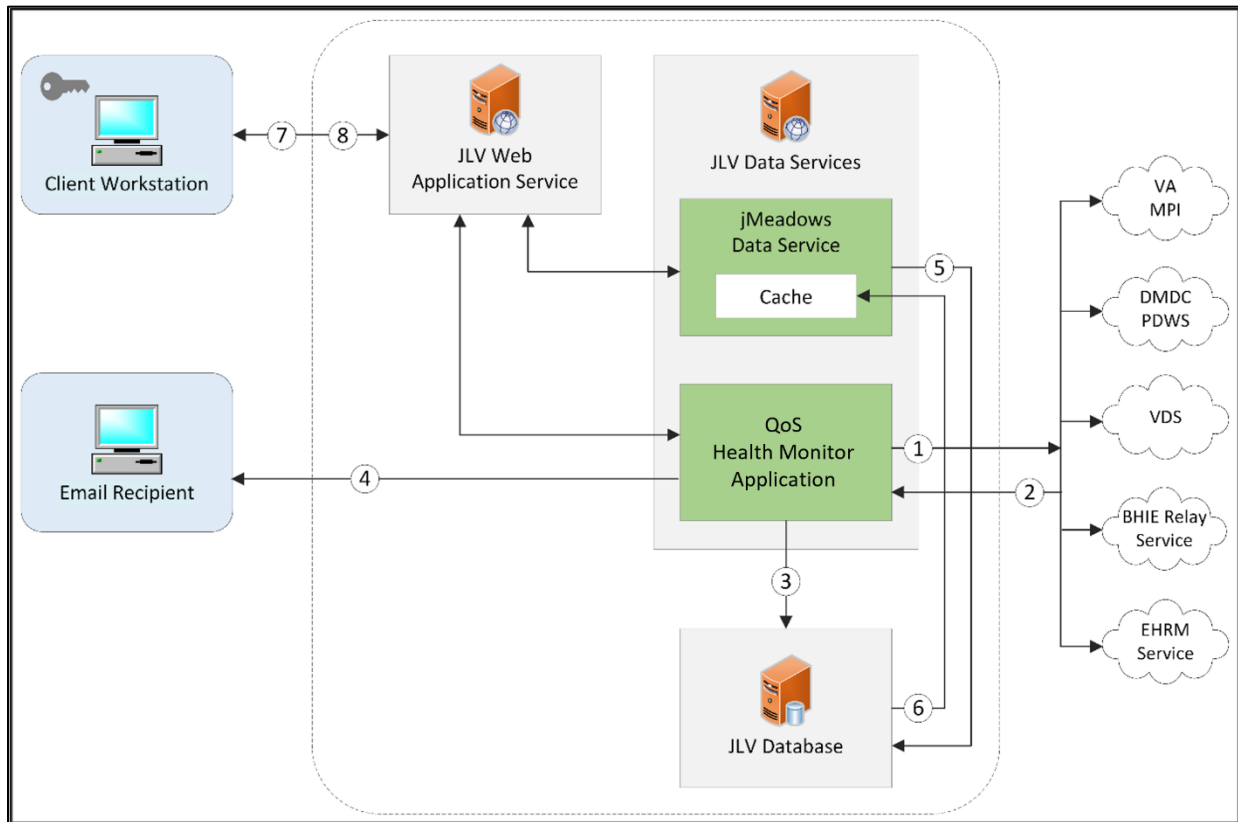 7
8
Client Workstation
JLV Web
Application Service
JLV Data Services
jMeadows
Data Service
Cache
5
VA
MPI
DMDC
PDWS
VDS
BHIE Relay
Service
EHRM
Service
QoS
Health Monitor
Application
1
2
4
Email Recipient
3
6
JLV Database